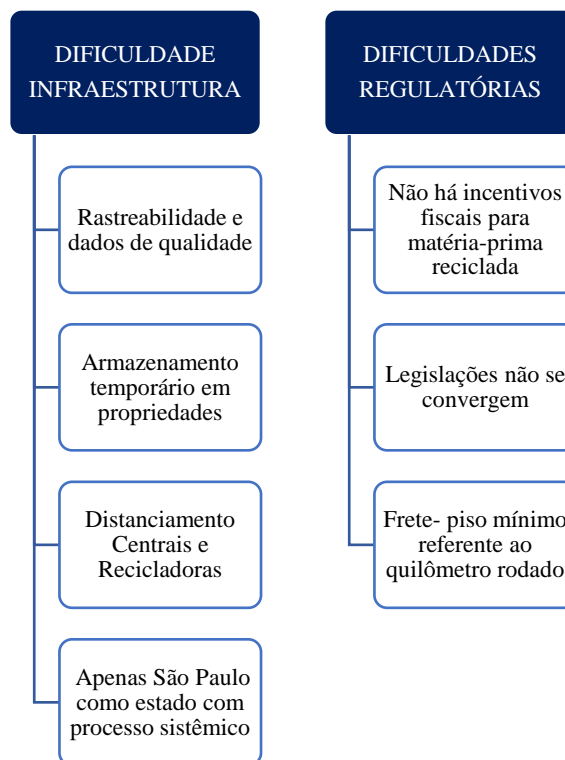 DIFICULDADE
INFRAESTRUTURA
Rastreabilidade e
dados de qualidade
Armazenamento
temporário em
propriedades
Distanciamento
Centrais e
Recicladoras
Apenas São Paulo
como estado com
processo sistêmico
DIFICULDADES
REGULATÓRIAS
Não há incentivos
fiscais para
matéria-prima
reciclada
Legislações não se
convergem
Frete- piso mínimo
referente ao
quilômetro rodado